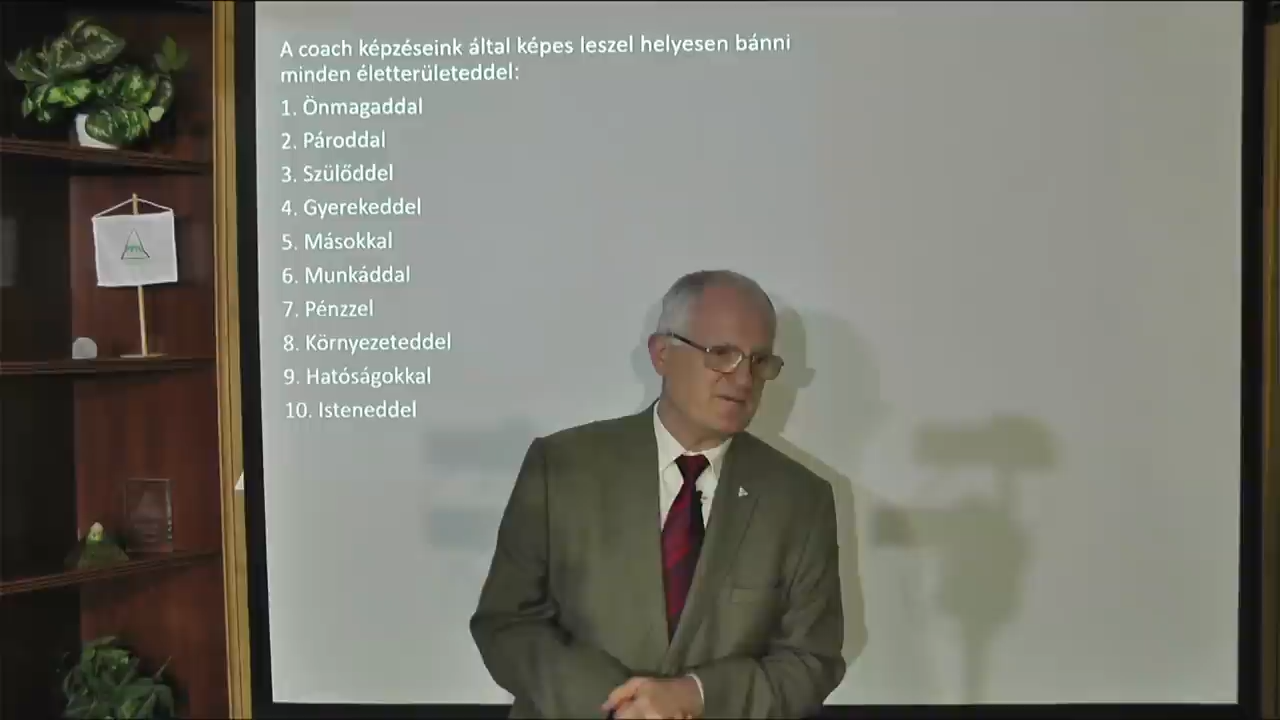 A coach képzéseink által képes leszel helyesen bánni
minden életterületeddel:
1. Önmagaddal
2. Pároddal
3. Szülőddel
4. Gyerekeddel
5. Másokkal
6. Munkáddal
7. Pénzzel
8. Környezeteddel
9. Hatóságokkal
10. Isteneddel